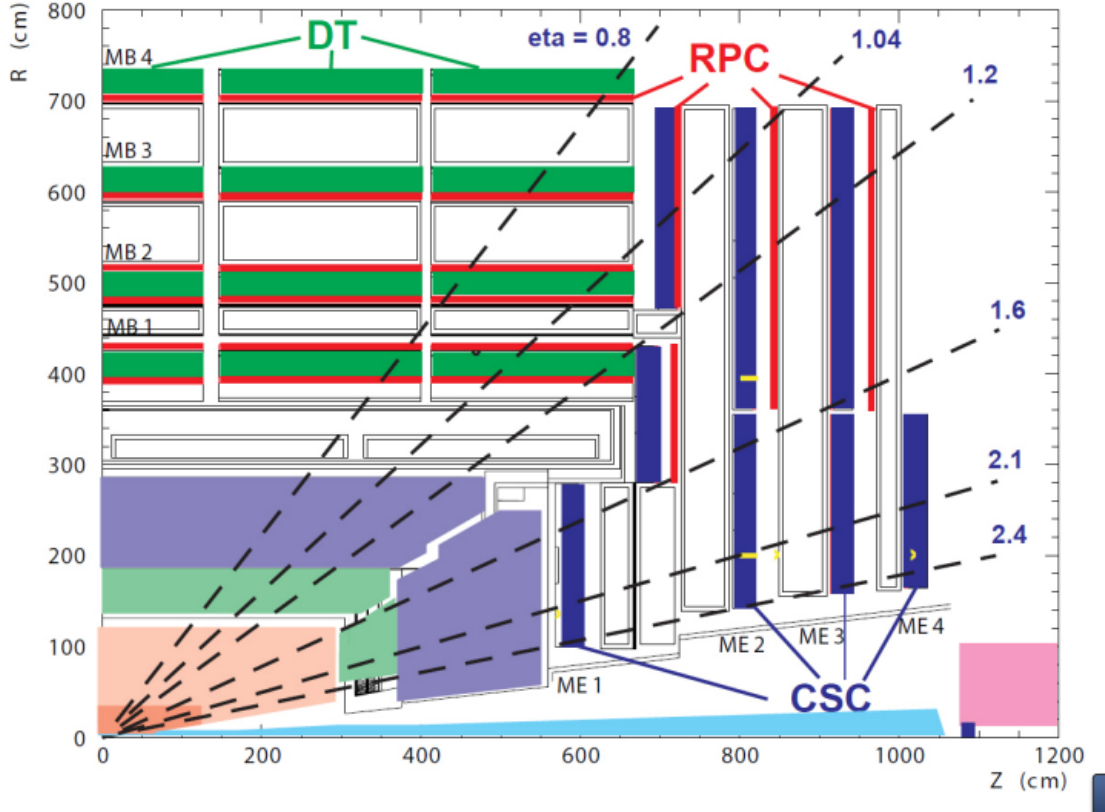 R (cm)
800
700
600
500
400
300
200
100
0
MB 4
MB 3
MB 2
MB 1
DT
eta = 0.8
RPC
1.04
1.2
1.6
2.1
2.4
ME 1
ME 2
ME 3
ME 4
CSC
0
200
400
600
800
1000
1200
Z (cm)